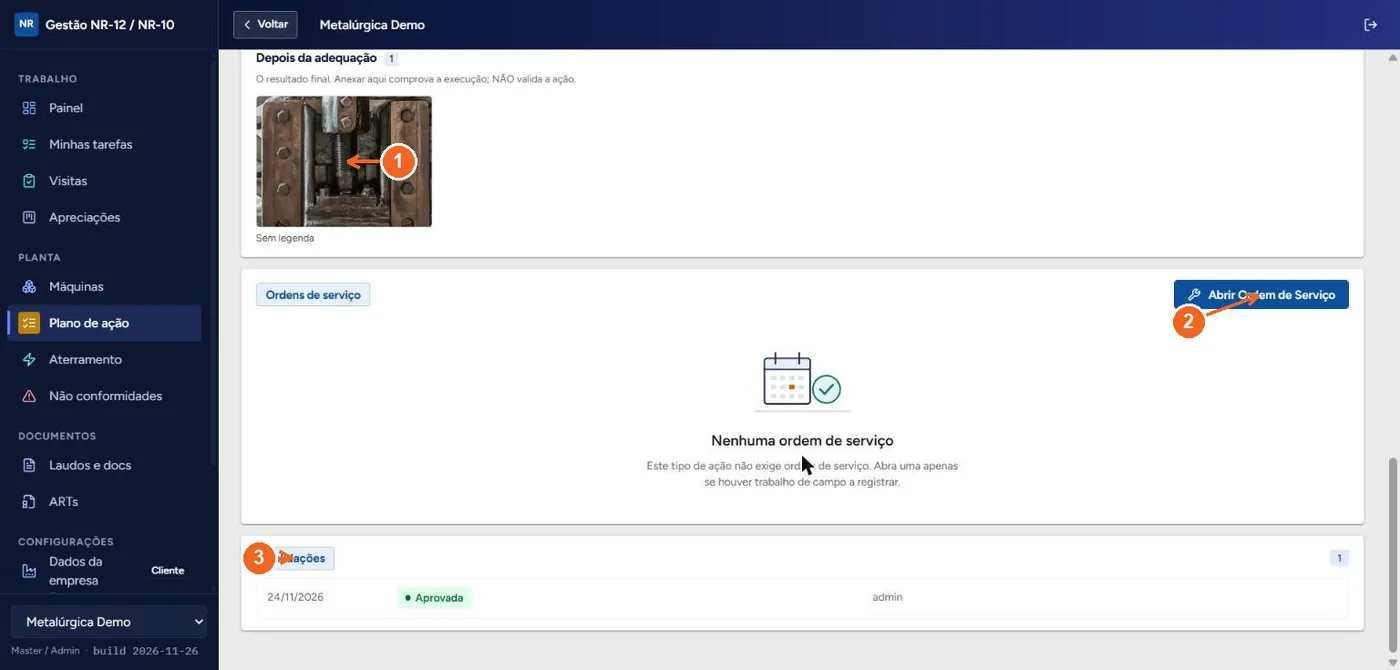 NR Gestão NR-12 / NR-10
Voltar
Metalúrgica Demo
TRABALHO
Painel
Minhas tarefas
Visitas
Apreciações
PLANTA
Máquinas
Plano de ação
Aterramento
Não conformidades
DOCUMENTOS
Laudos e docs
ARTs
CONFIGURAÇÕES
Dados da
empresa
Cliente
Metalúrgica Demo
Master / Admin · build 2026-11-26
Depois da adequação 1
O resultado final. Anexar aqui comprova a execução; NÃO valida a ação.
1
Sem legenda
Ordens de serviço
Abrir Ordem de Serviço
2
Nenhuma ordem de serviço
Este tipo de ação não exige de serviço. Abra uma apenas
se houver trabalho de campo a registrar.
3
1
24/11/2026 Aprovada admin